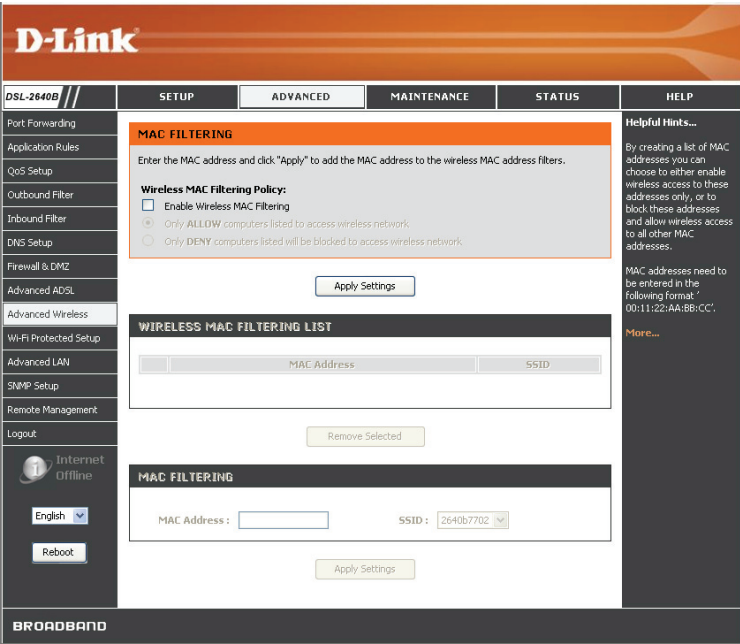 D-Link
DSL-2640B
SETUP
ADVANCED
MAINTENANCE
STATUS
HELP
Port Forwarding
Application Rules
QoS Setup
Outbound Filter
Inbound Filter
DNS Setup
Firewall & DMZ
Advanced ADSL
Advanced Wireless
Wi-Fi Protected Setup
Advanced LAN
SNMP Setup
Remote Management
Logout
Internet
Offline
English
Reboot
MAC FILTERING
Enter the MAC address and click "Apply" to add the MAC address to the wireless MAC address filters.
Wireless MAC Filtering Policy:
Enable Wireless MAC Filtering
Only ALLOW computers listed to access wireless network
Only DENY computers listed will be blocked to access wireless network
Apply Settings
WIRELESS MAC FILTERING LIST
MAC Address
SSID
Remove Selected
MAC FILTERING
MAC Address :
SSID :
2640b7702
Apply Settings
Helpful Hints...
By creating a list of MAC
addresses you can
choose to either enable
wireless access to these
addresses only, or to
block these addresses
and allow wireless access
to all other MAC
addresses.
MAC addresses need to
be entered in the
following format '
00:11:22:AA:BB:CC'.
More...
BROADBAND